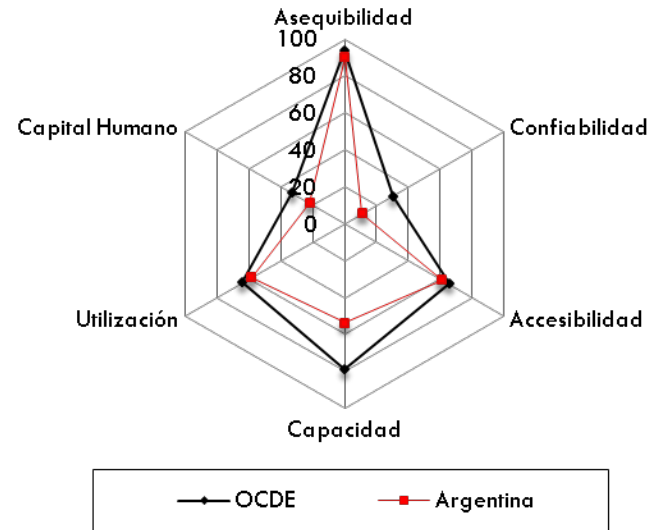 Asequibilidad
100
80
60
40
20
0
Capital Humano
Confiabilidad
Utilización
Accesibilidad
Capacidad
OCDE
Argentina